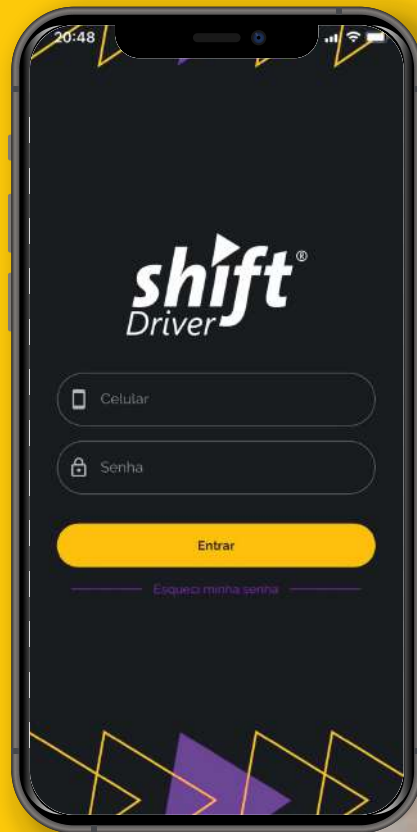 20:48
shift®
Driver
Celular
Senha
Entrar
Esqueci minha senha